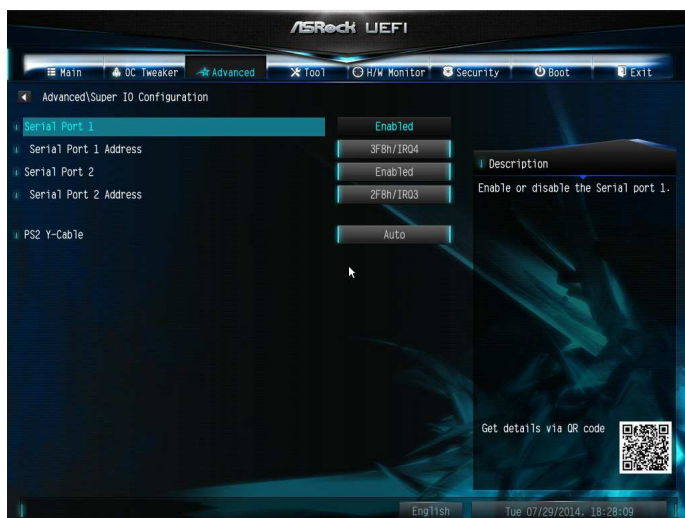 ASRock UEFI
Main OC Tweaker Advanced Tool H/W Monitor Security Boot Exit
Advanced\Super IO Configuration
Serial Port 1 Enabled
Serial Port 1 Address 3F8h/IRQ4
Serial Port 2 Enabled
Serial Port 2 Address 2F8h/IRQ3
PS2 Y-Cable Auto
Description
Enable or disable the Serial port 1.
Get details via QR code
English Tue 07/29/2014. 18:28:09